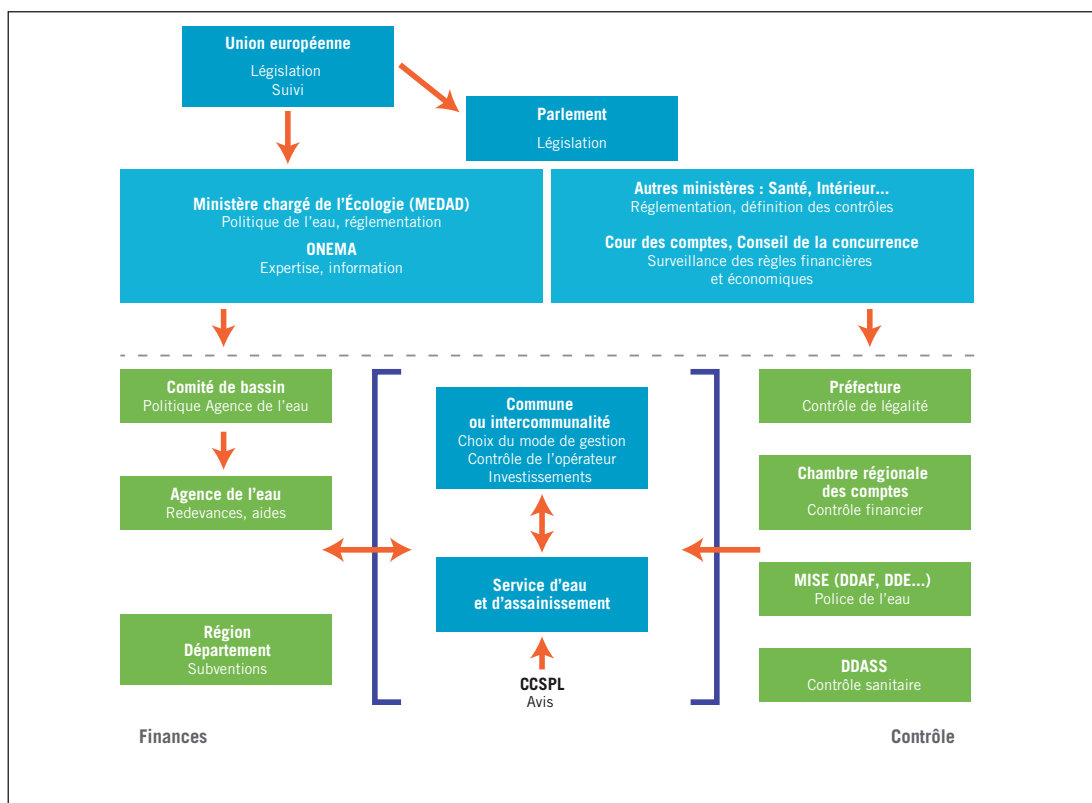 Union européenne
Législation
Suivi
Parlement
Législation
Ministère chargé de l'Écologie (MEDAD)
Politique de l'eau, réglementation
ONEMA
Expertise, information
Autres ministères : Santé, Intérieur...
Réglementation, définition des contrôles
Cour des comptes, Conseil de la concurrence
Surveillance des règles financières
et économiques
Comité de bassin
Politique Agence de l'eau
Agence de l'eau
Redevances, aides
Région
Département
Subventions
Commune
ou intercommunalité
Choix du mode de gestion
Contrôle de l'opérateur
Investissements
Service d'eau
et d'assainissement
CCSPL
Avis
Préfecture
Contrôle de légalité
Chambre régionale
des comptes
Contrôle financier
MISE (DDAF, DDE...)
Police de l'eau
DDASS
Contrôle sanitaire
Finances
Contrôle